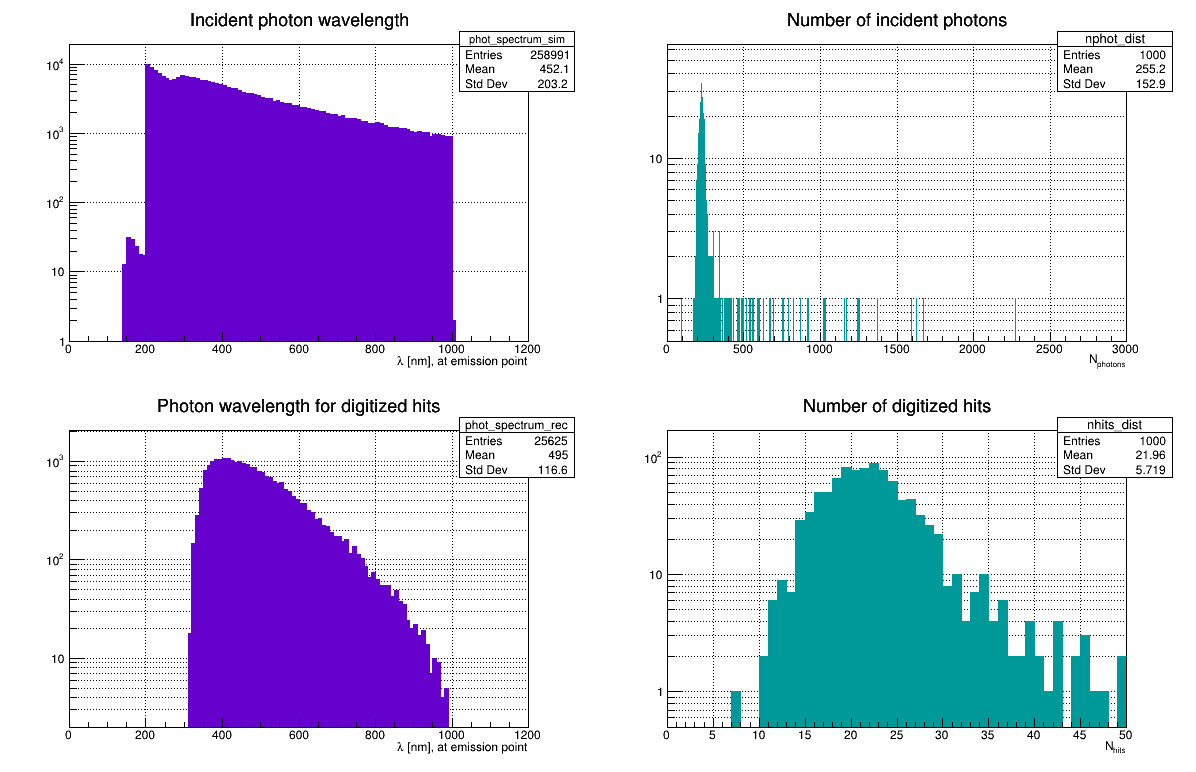 Incident photon wavelength
phot_spectrum_sim
Entries 258991
Mean 452.1
Std Dev 203.2
10⁴
10³
10²
10
1
0 200 400 600 800 1000 1200
λ [nm], at emission point
Number of incident photons
nphot_dist
Entries 1000
Mean 255.2
Std Dev 152.9
10
1
0 500 1000 1500 2000 2500 3000
Nphotons
Photon wavelength for digitized hits
phot_spectrum_rec
Entries 25625
Mean 495
Std Dev 116.6
10³
10²
10
0 200 400 600 800 1000 1200
λ [nm], at emission point
Number of digitized hits
nhits_dist
Entries 1000
Mean 21.96
Std Dev 5.719
10²
10
1
0 5 10 15 20 25 30 35 40 45 50
Nhits